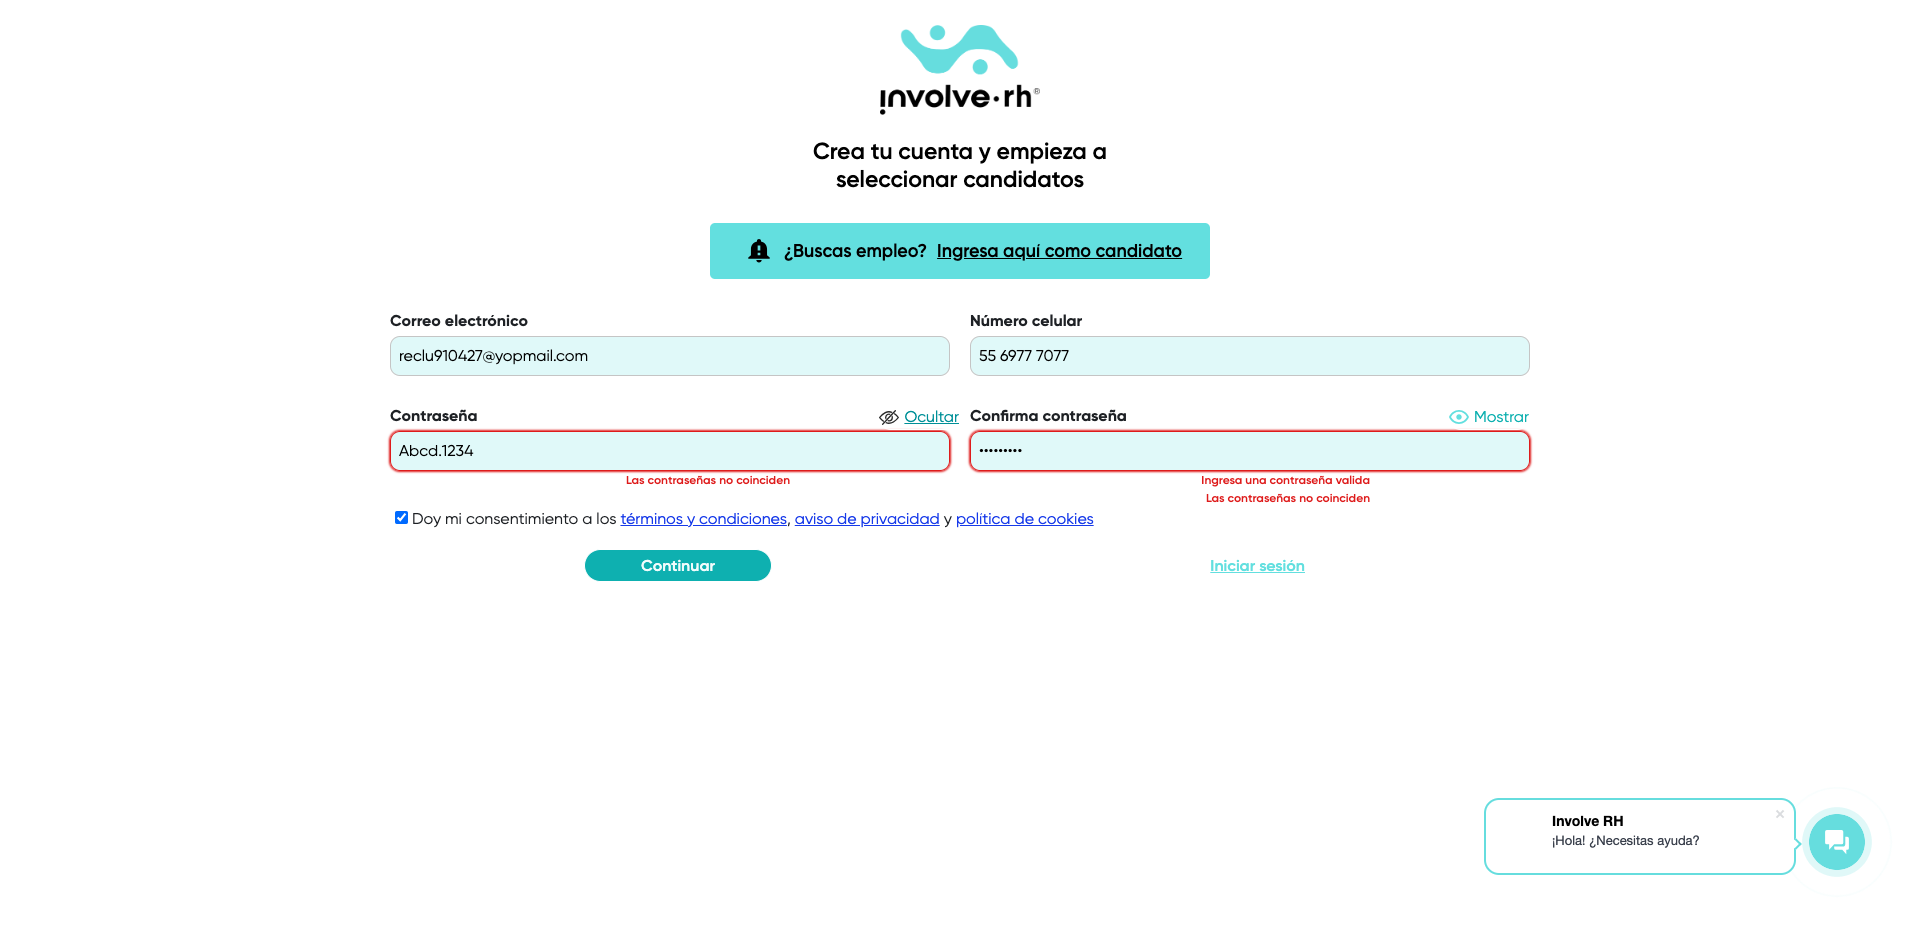 involve·rh®
Crea tu cuenta y empieza a
seleccionar candidatos
¿Buscas empleo? Ingresa aquí como candidato
Correo electrónico
reclu910427@yopmail.com
Número celular
55 6977 7077
Contraseña
Ocultar
Abcd.1234
Las contraseñas no coinciden
Confirma contraseña
Mostrar
•••••••••
Ingresa una contraseña valida
Las contraseñas no coinciden
Doy mi consentimiento a los términos y condiciones, aviso de privacidad y política de cookies
Continuar
Iniciar sesión
Involve RH
¡Hola! ¿Necesitas ayuda?